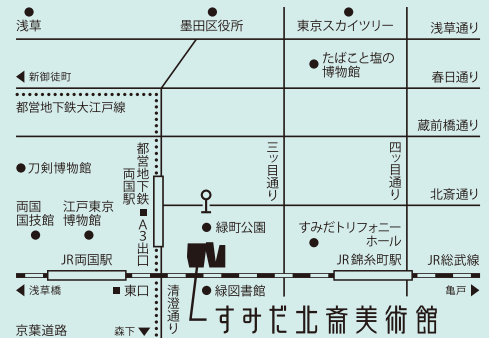 浅草
墨田区役所
東京スカイツリー
浅草通り
たばこと塩の
博物館
新御徒町
春日通り
都営地下鉄大江戸線
蔵前橋通り
刀剣博物館
都営地下鉄
両国駅
A3出口
三ツ目通り
四ツ目通り
北斎通り
両国
国技館
江戸東京
博物館
緑町公園
すみだトリフォニー
ホール
JR両国駅
JR錦糸町駅
JR総武線
浅草橋
東口
清澄通り
緑図書館
亀戸
すみだ北斎美術館
京葉道路
森下